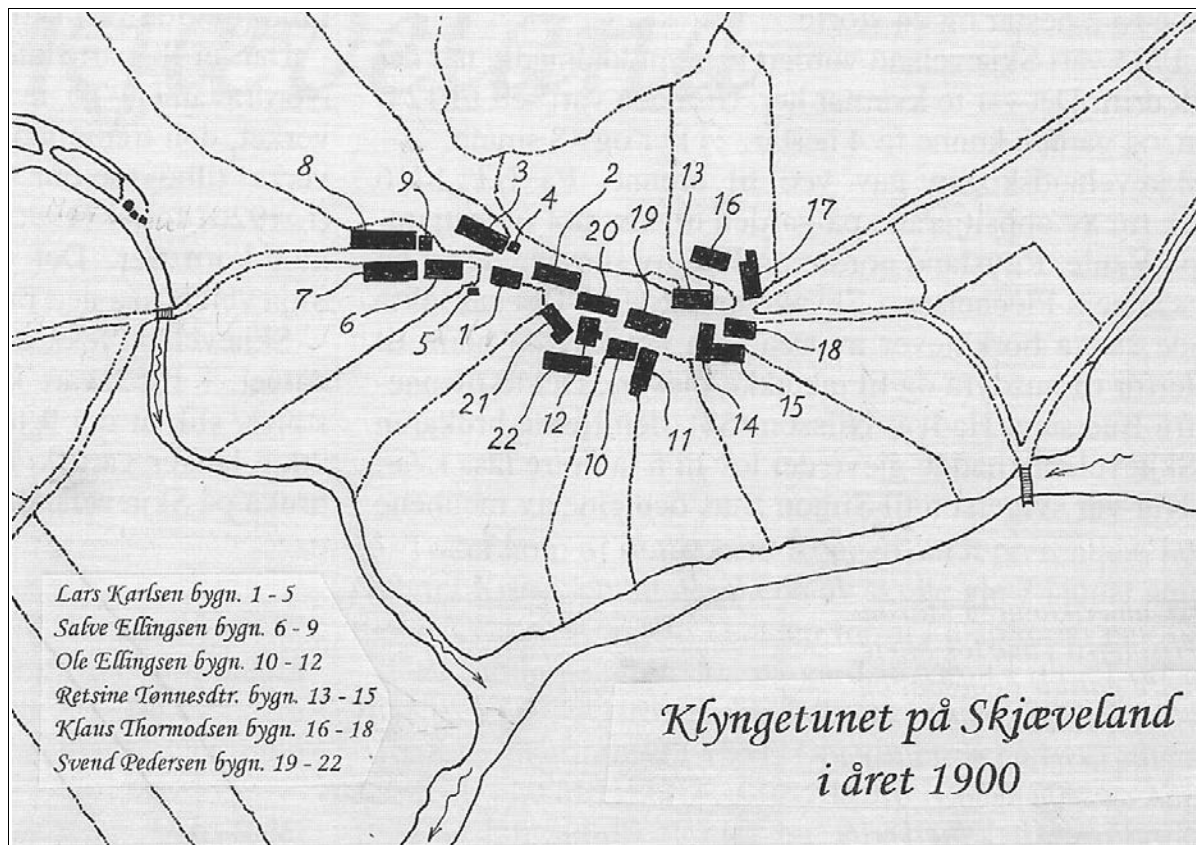 8
9
3
4
2
20
19
13
16
17
7
6
5
1
21
22
12
10
11
14
15
18
Lars Karlsen bygn. 1 - 5
Salve Ellingsen bygn. 6 - 9
Ole Ellingsen bygn. 10 - 12
Retsine Tønnesdtr. bygn. 13 - 15
Klaus Thormodsen bygn. 16 - 18
Svend Pedersen bygn. 19 - 22
Klyngetunet på Skjæveland
i året 1900